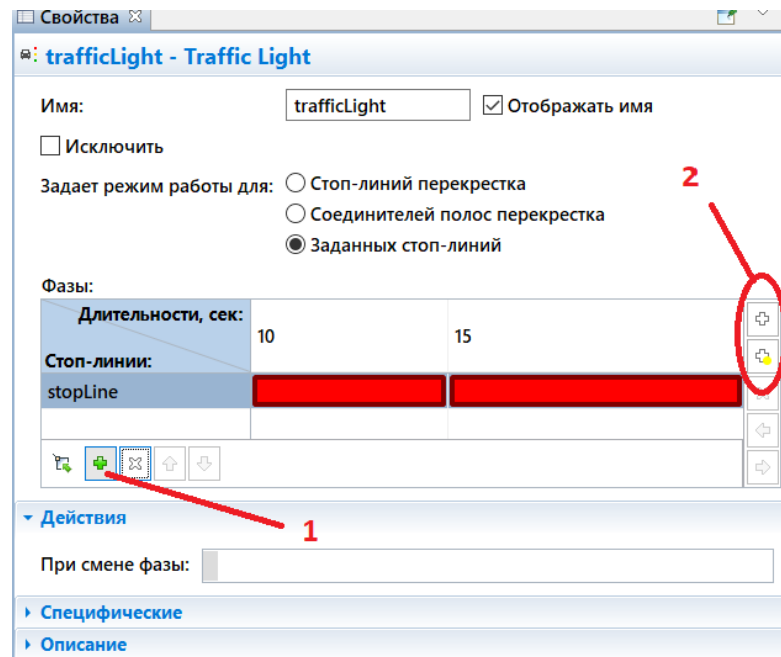 Свойства
trafficLight - Traffic Light
Имя: trafficLight Отображать имя
Исключить
Задает режим работы для: Стоп-линий перекрестка
2
Соединителей полос перекрестка
Заданных стоп-линий
Фазы:
Длительности, сек:
10 15
Стоп-линии:
stopLine
1
Действия
При смене фазы:
Специфические
Описание